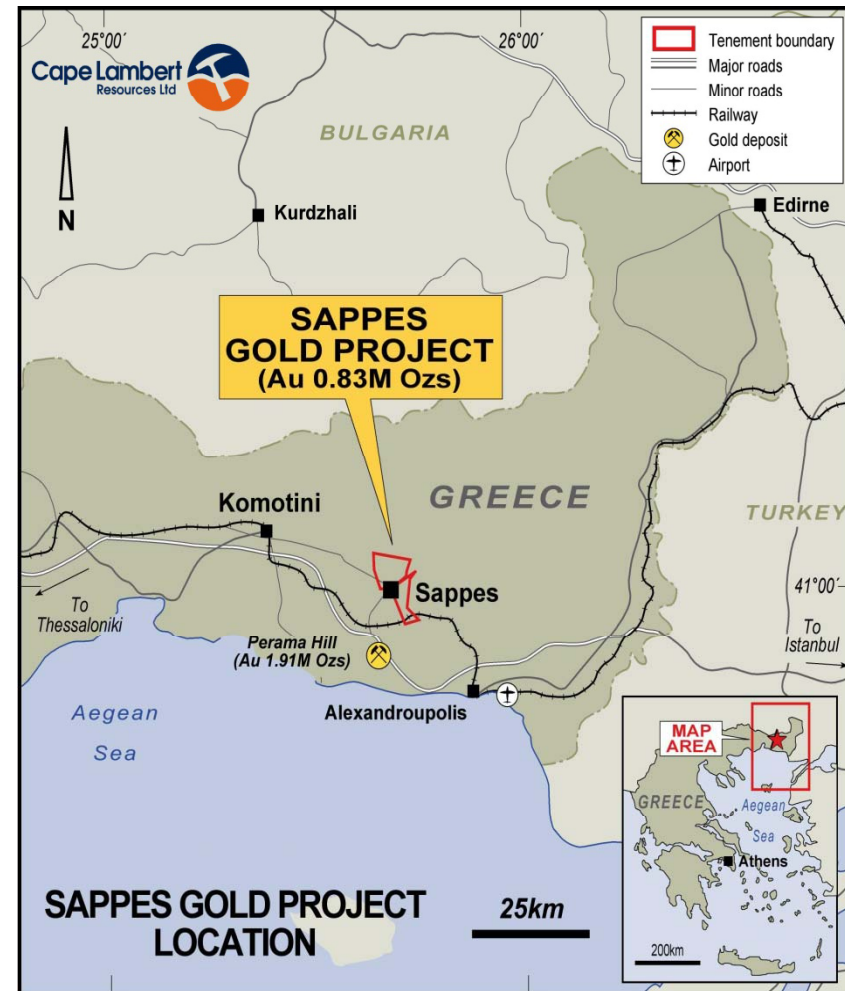 25°00'
26°00'
Cape Lambert
Resources Ltd
Tenement boundary
Major roads
Minor roads
Railway
Gold deposit
Airport
N
BULGARIA
Kurdzhali
Edirne
SAPPES
GOLD PROJECT
(Au 0.83M Ozs)
Komotini
GREECE
TURKEY
Sappes
41°00'
To
Thessaloniki
To
Istanbul
Perama Hill
(Au 1.91M Ozs)
Alexandroupolis
Aegean
Sea
MAP
AREA
GREECE
Aegean
Sea
Athens
200km
SAPPES GOLD PROJECT
LOCATION
25km